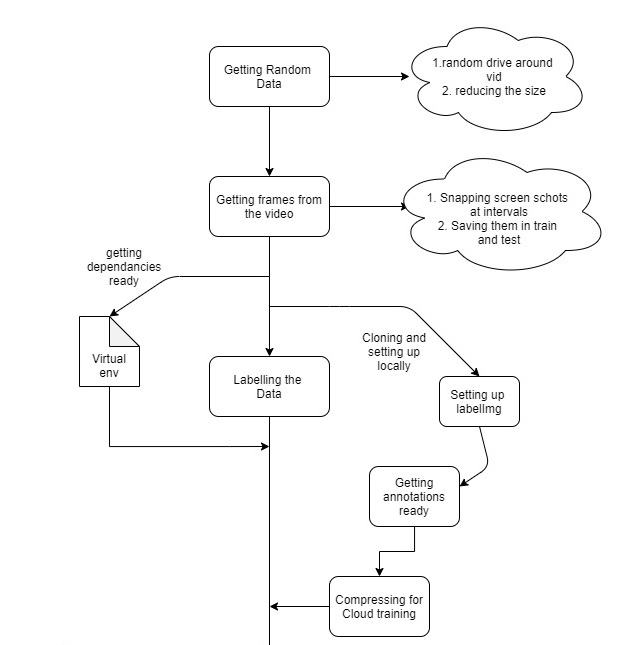 Getting Random
Data
1.random drive around
vid
2. reducing the size
Getting frames from
the video
1. Snapping screen schots
at intervals
2. Saving them in train
and test
getting
dependancies
ready
Virtual
env
Labelling the
Data
Cloning and
setting up
locally
Setting up
labelImg
Getting
annotations
ready
Compressing for
Cloud training